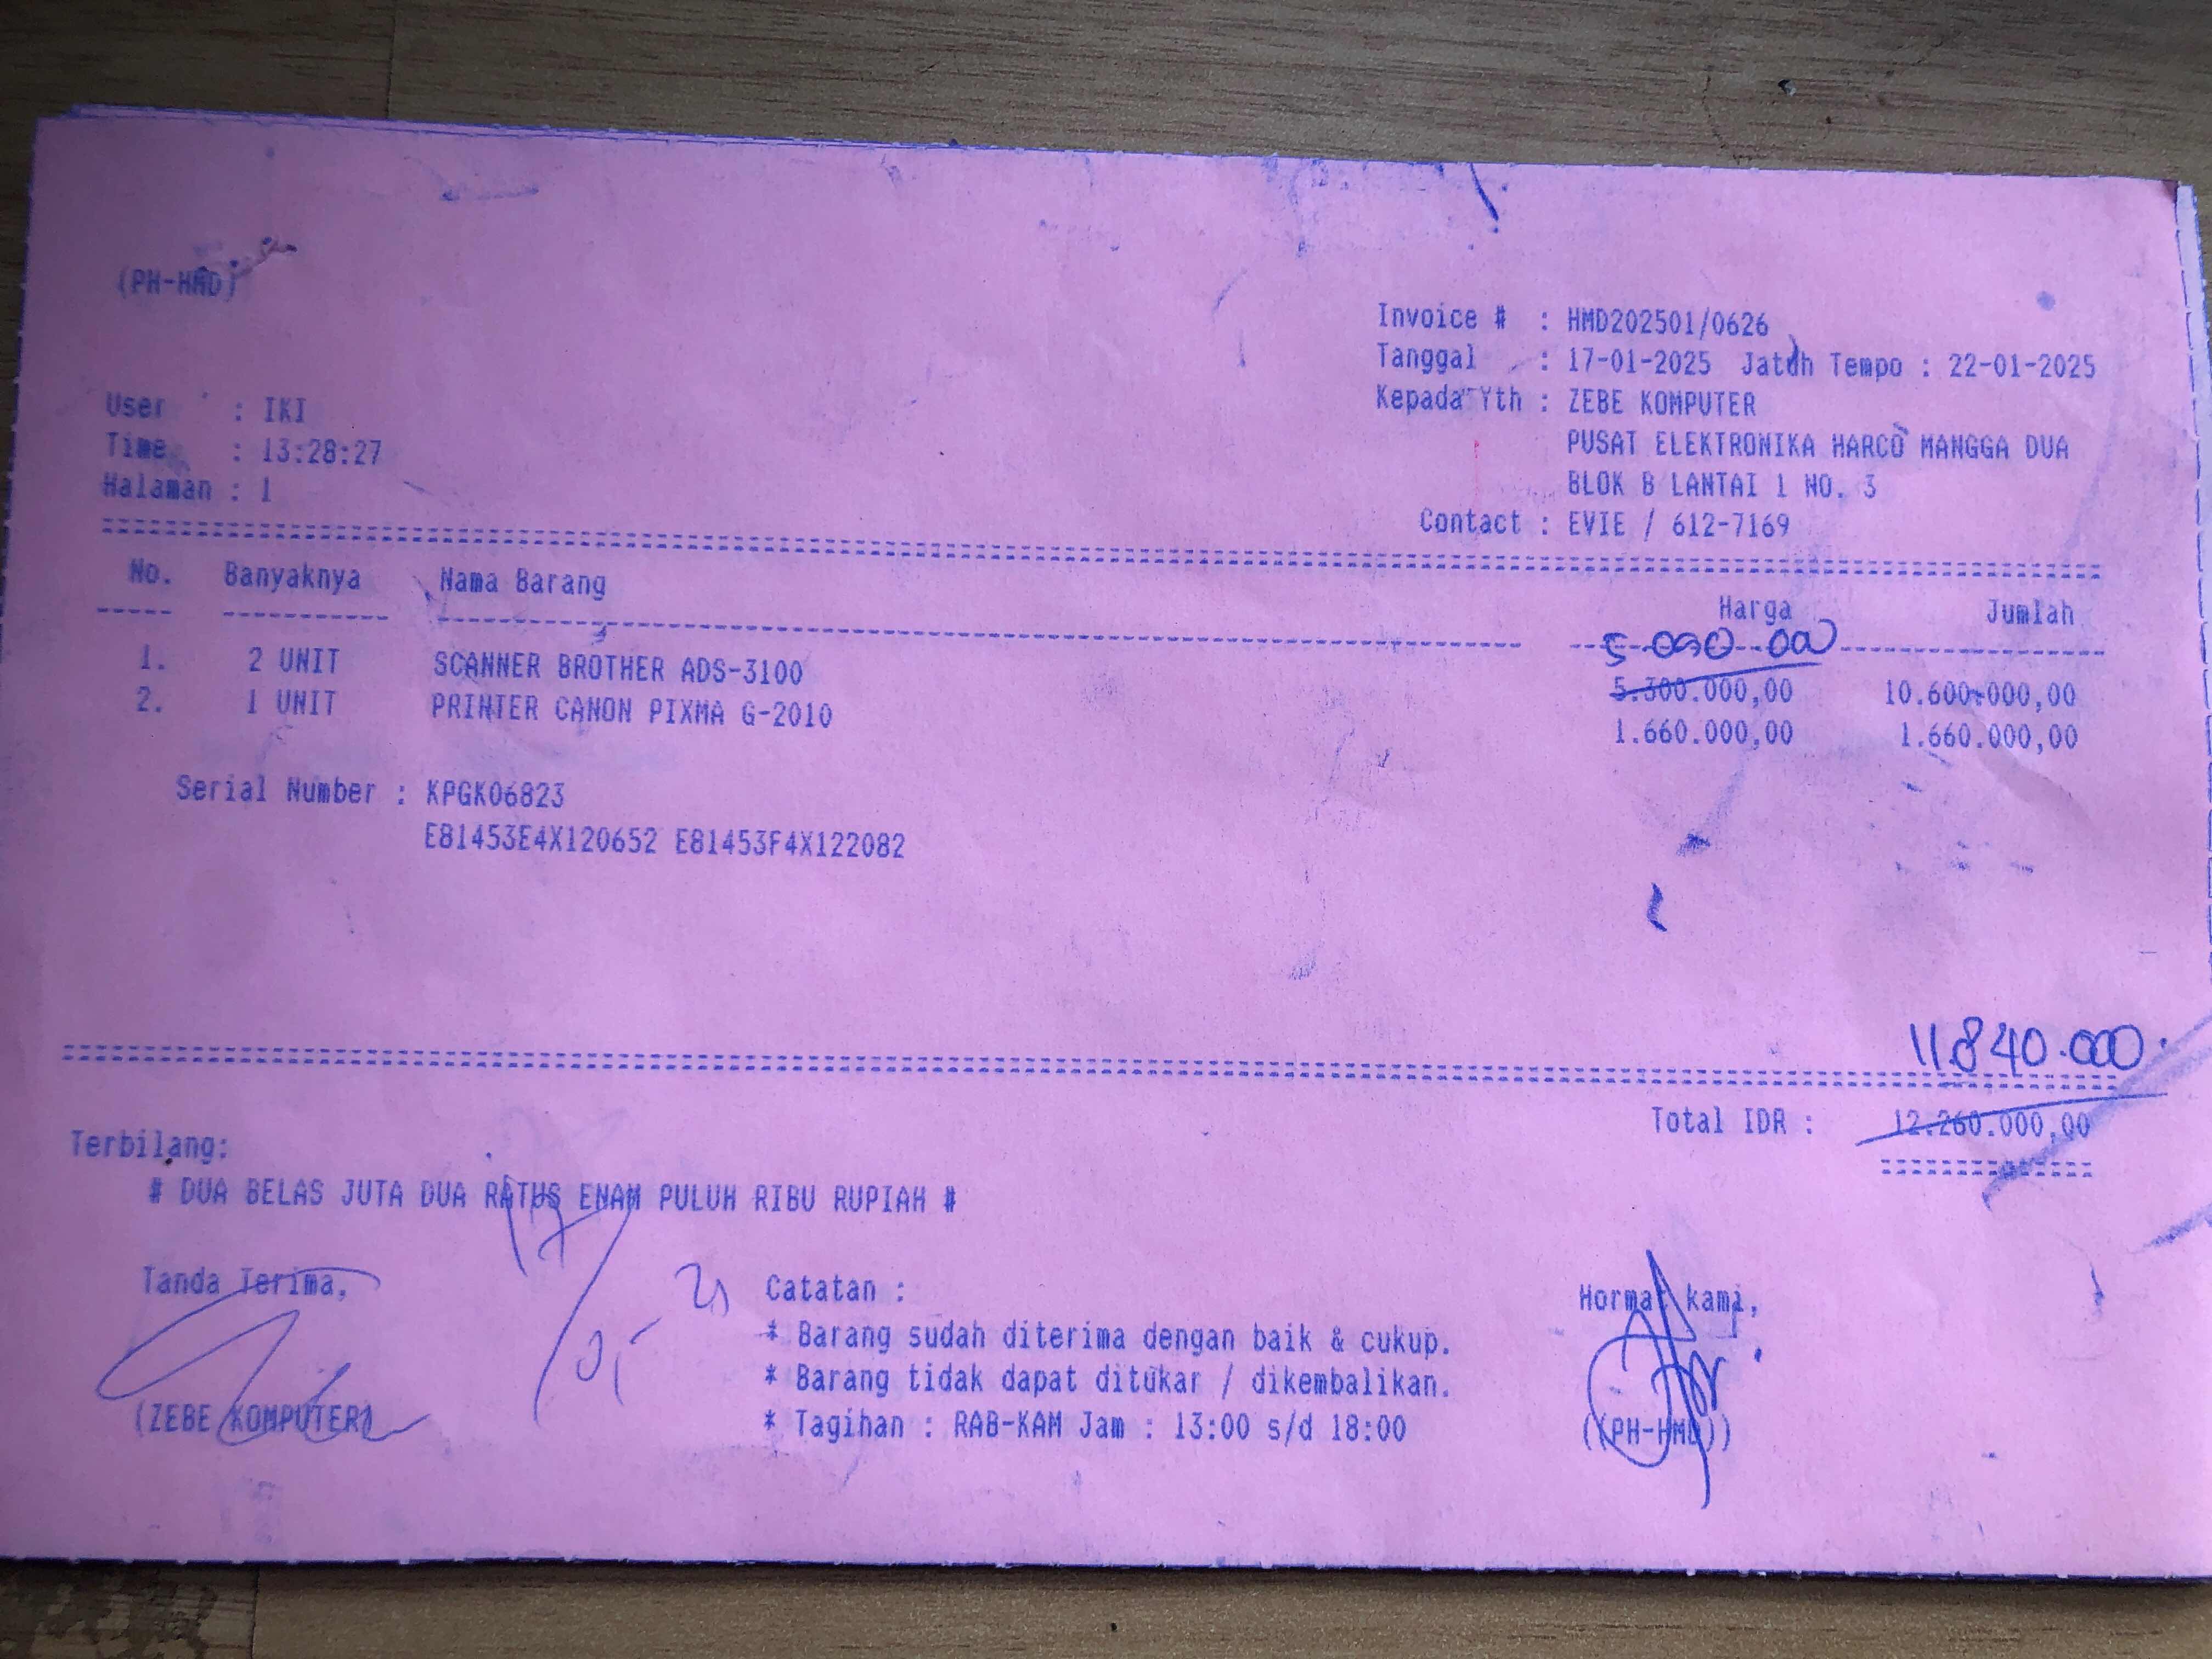 (PH-HMD)
Invoice # : HMD202501/0626
Tanggal : 17-01-2025 Jatuh Tempo : 22-01-2025
Kepada Yth : ZEBE KOMPUTER
PUSAT ELEKTRONIKA HARCO MANGGA DUA
BLOK B LANTAI 1 NO. 3
Contact : EVIE / 612-7169
User : IKI
Time : 13:28:27
Halaman : 1
No. Banyaknya Nama Barang Harga Jumlah
1. 2 UNIT SCANNER BROTHER ADS-3100 5.300.000,00 10.600.000,00
2. 1 UNIT PRINTER CANON PIXMA G-2010 1.660.000,00 1.660.000,00
Serial Number : KPGK06823
E81453E4X120652 E81453F4X122082
11.840.000
Total IDR : 12.260.000,00
Terbilang:
# DUA BELAS JUTA DUA RATUS ENAM PULUH RIBU RUPIAH #
Tanda Terima,
(ZEBE KOMPUTER)
Catatan :
* Barang sudah diterima dengan baik & cukup.
* Barang tidak dapat ditukar / dikembalikan.
* Tagihan : RAB-KAM Jam : 13:00 s/d 18:00
Hormat kami,
((PH-HMD))